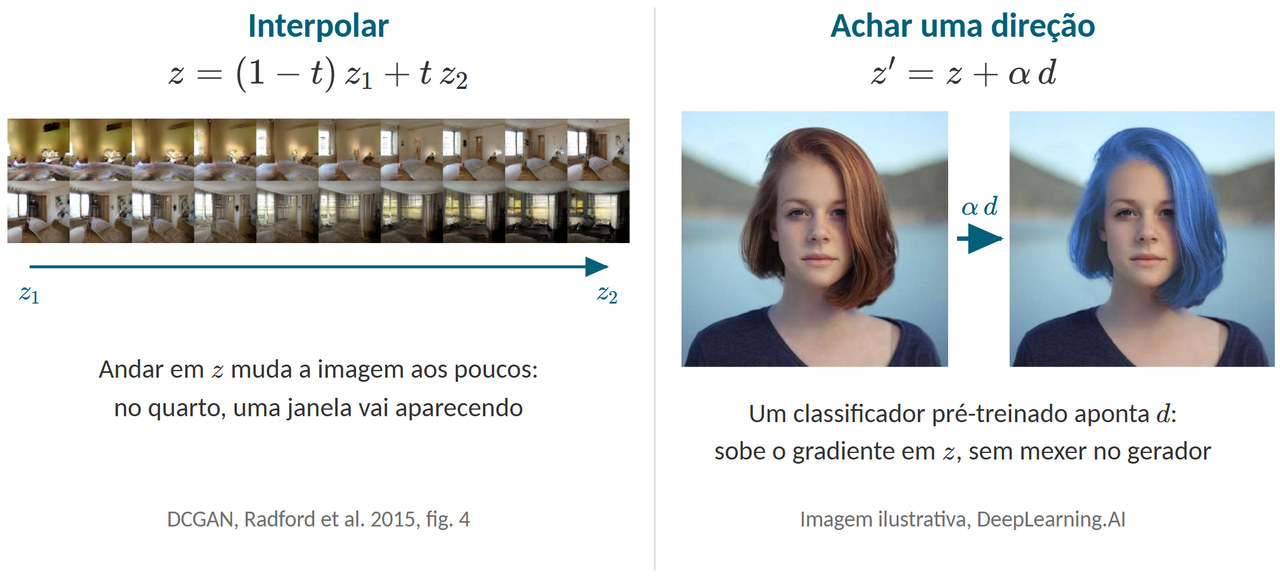 Interpolar
z = (1 − t) z₁ + t z₂
z₁
z₂
Andar em z muda a imagem aos poucos:
no quarto, uma janela vai aparecendo
DCGAN, Radford et al. 2015, fig. 4
Achar uma direção
z′ = z + α d
α d
Um classificador pré-treinado aponta d:
sobe o gradiente em z, sem mexer no gerador
Imagem ilustrativa, DeepLearning.AI